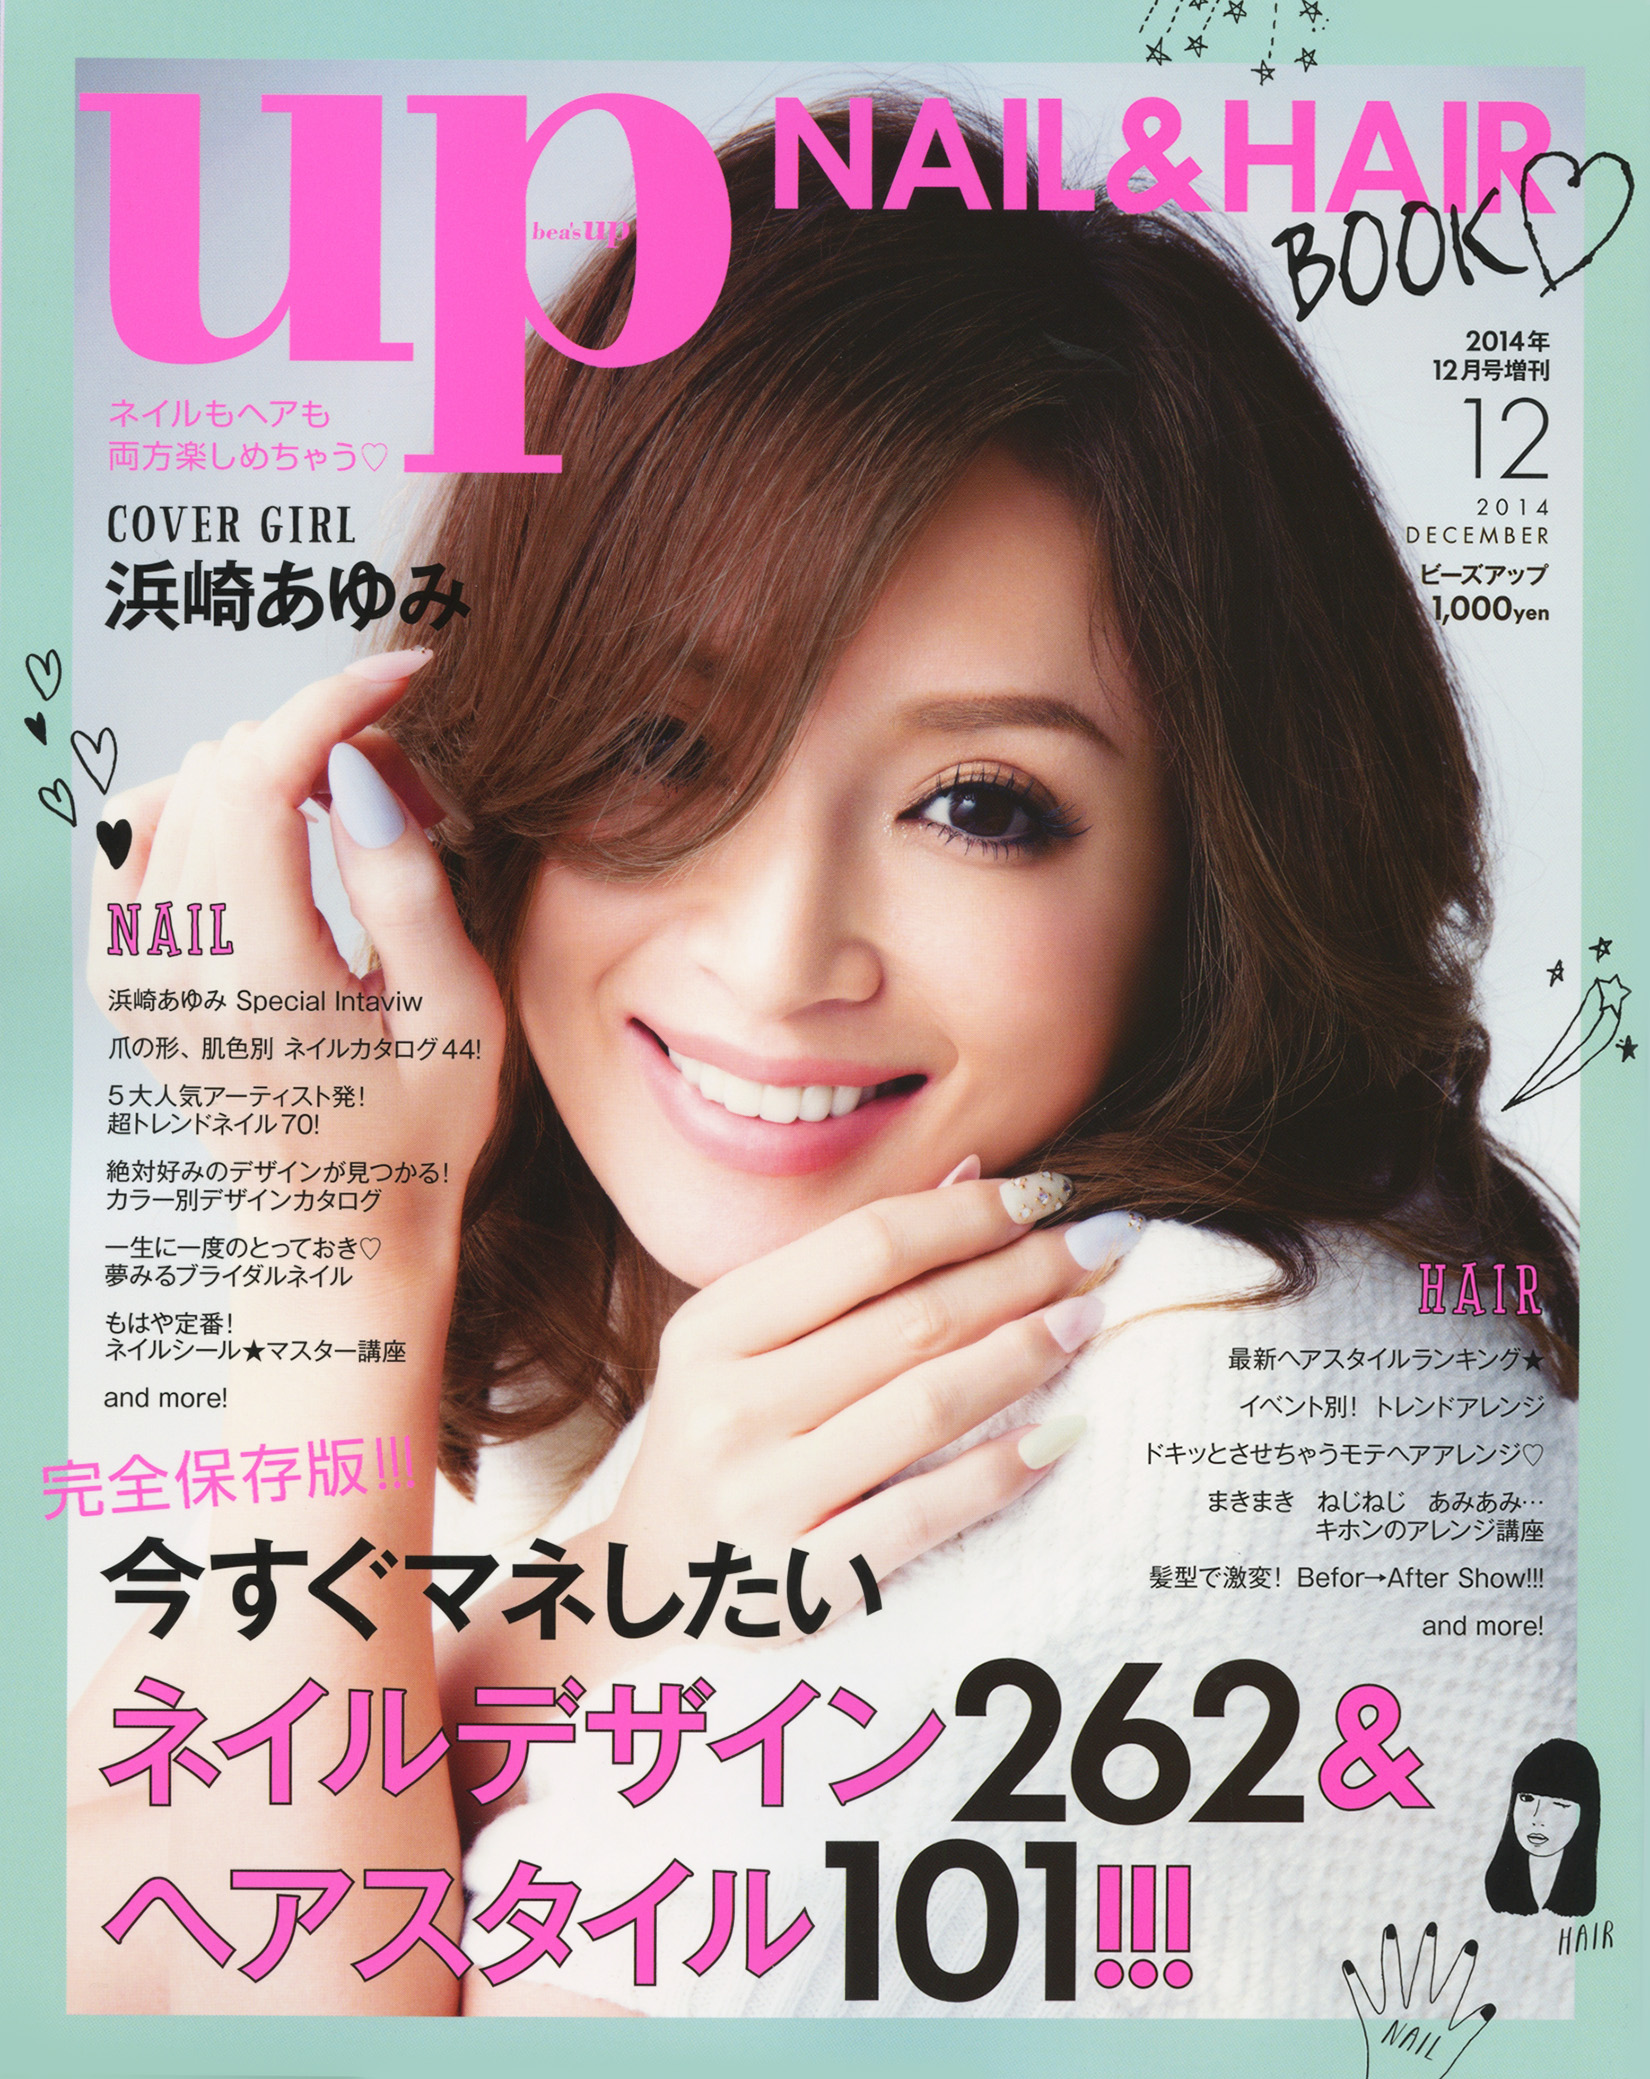 up NAIL&HAIR
bea's up
BOOK♡
2014年
12月号増刊
12
2014
DECEMBER
ビーズアップ
1,000yen
ネイルもヘアも
両方楽しめちゃう♡
COVER GIRL
浜崎あゆみ
NAIL
浜崎あゆみ Special Intaviw
爪の形、肌色別 ネイルカタログ44!
5大人気アーティスト発!
超トレンドネイル70!
絶対好みのデザインが見つかる!
カラー別デザインカタログ
一生に一度のとっておき♡
夢みるブライダルネイル
もはや定番!
ネイルシール★マスター講座
and more!
HAIR
最新ヘアスタイルランキング★
イベント別! トレンドアレンジ
ドキッとさせちゃうモテヘアアレンジ♡
まきまき ねじねじ あみあみ…
キホンのアレンジ講座
髪型で激変! Befor→After Show!!!
and more!
完全保存版!!!
今すぐマネしたい
ネイルデザイン262&
ヘアスタイル101!!!
HAIR
NAIL